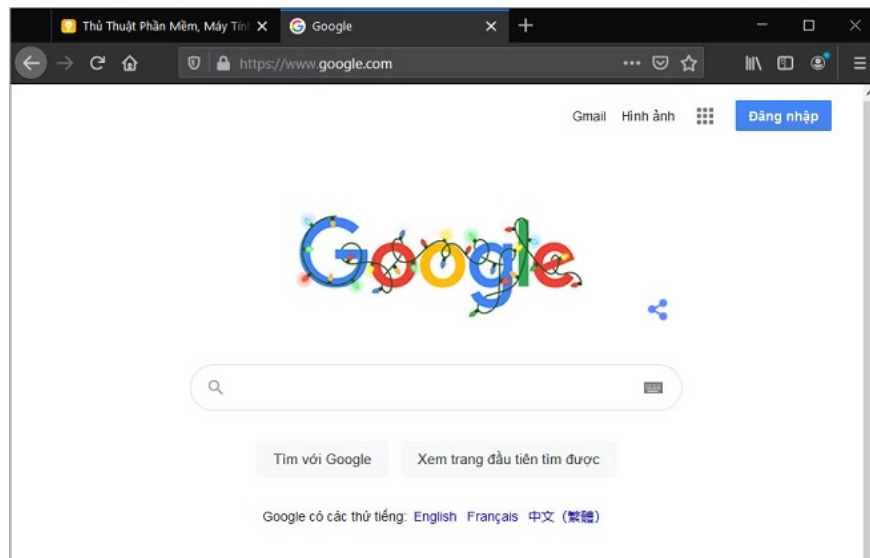 Thủ Thuật Phần Mềm, Máy Tín
Google
https://www.google.com
Gmail Hình ảnh Đăng nhập
Google
Tìm với Google Xem trang đầu tiên tìm được
Google có các thứ tiếng: English Français 中文 (繁體)